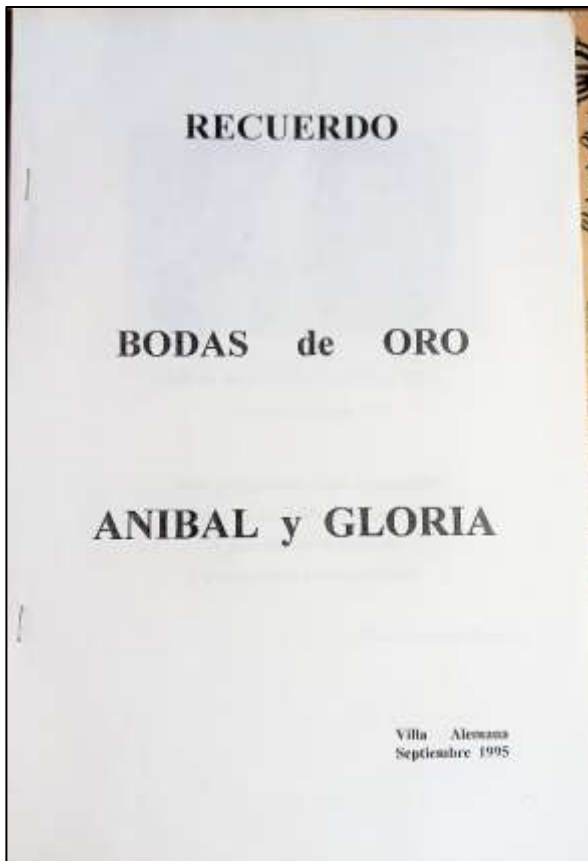 RECUERDO
BODAS de ORO
ANIBAL y GLORIA
Villa Alemana
Septiembre 1995